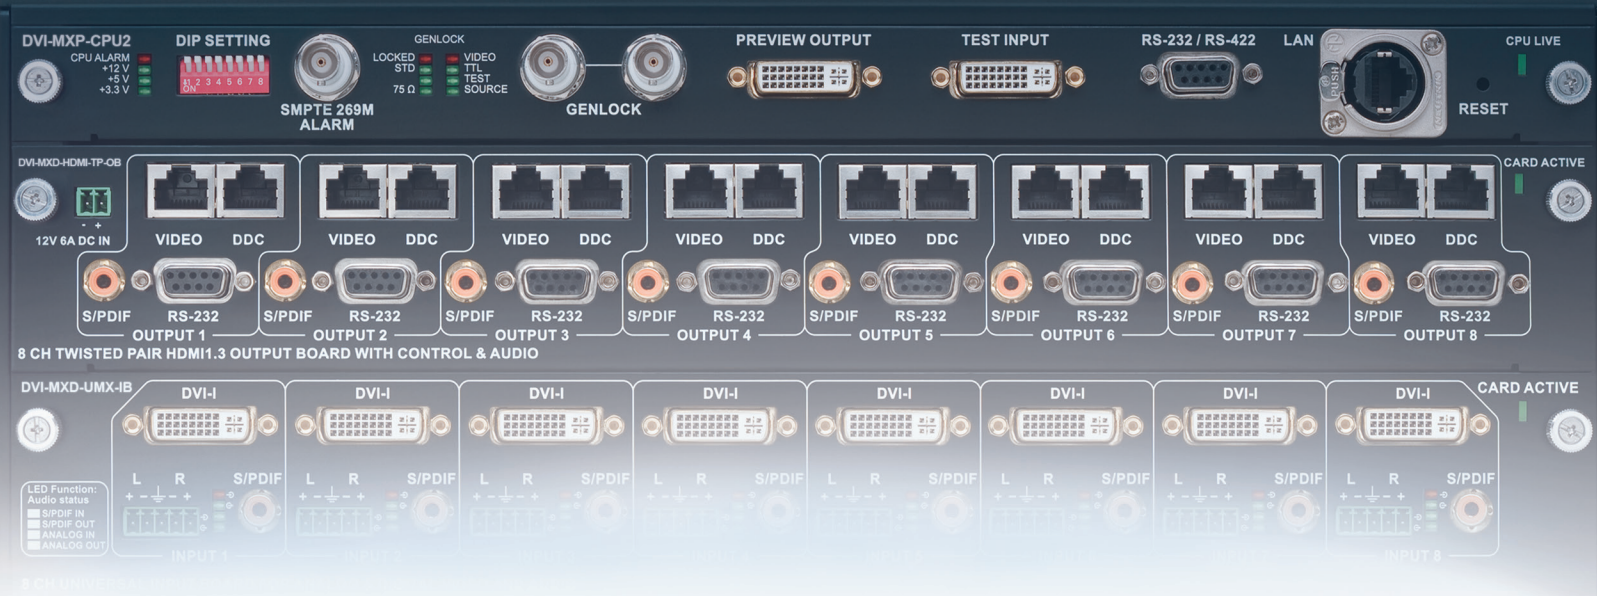 DVI-MXP-CPU2
CPU ALARM
+12 V
+5 V
+3.3 V
DIP SETTING
1 2 3 4 5 6 7 8
ON
SMPTE 269M
ALARM
GENLOCK
LOCKED VIDEO
STD TTL
TEST
75 Ω SOURCE
GENLOCK
PREVIEW OUTPUT
TEST INPUT
RS-232 / RS-422
LAN
PUSH
RESET
CPU LIVE
DVI-MXD-HDMI-TP-OB
CARD ACTIVE
- +
12V 6A DC IN
VIDEO DDC VIDEO DDC VIDEO DDC VIDEO DDC VIDEO DDC VIDEO DDC VIDEO DDC VIDEO DDC
S/PDIF RS-232 S/PDIF RS-232 S/PDIF RS-232 S/PDIF RS-232 S/PDIF RS-232 S/PDIF RS-232 S/PDIF RS-232 S/PDIF RS-232
OUTPUT 1 OUTPUT 2 OUTPUT 3 OUTPUT 4 OUTPUT 5 OUTPUT 6 OUTPUT 7 OUTPUT 8
8 CH TWISTED PAIR HDMI1.3 OUTPUT BOARD WITH CONTROL & AUDIO
DVI-MXD-UMX-IB
CARD ACTIVE
DVI-I DVI-I DVI-I DVI-I DVI-I DVI-I DVI-I DVI-I
L R S/PDIF L R S/PDIF L R S/PDIF L R S/PDIF L R S/PDIF L R S/PDIF L R S/PDIF L R S/PDIF
LED Function:
Audio status
S/PDIF IN
S/PDIF OUT
ANALOG IN
ANALOG OUT
INPUT 1 INPUT 8
8 CH